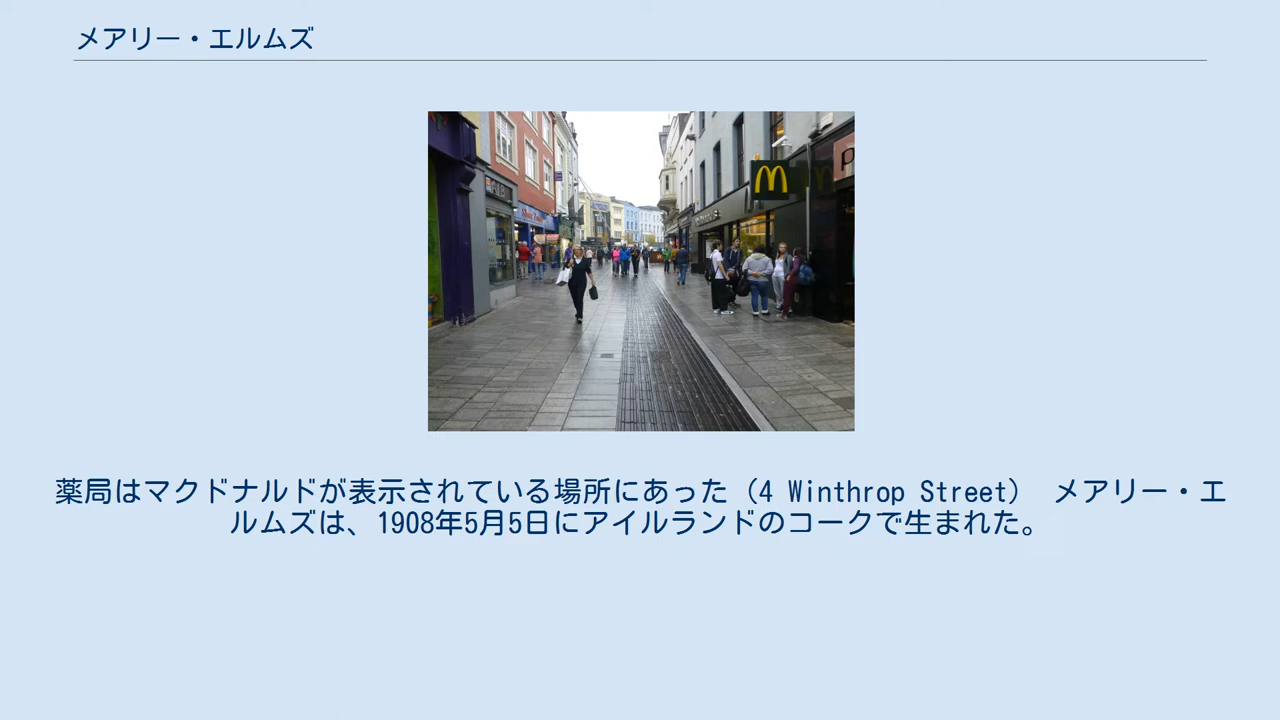 メアリー・エルムズ
AIB
薬局はマクドナルドが表示されている場所にあった（4 Winthrop Street） メアリー・エ
ルムズは、1908年5月5日にアイルランドのコークで生まれた。